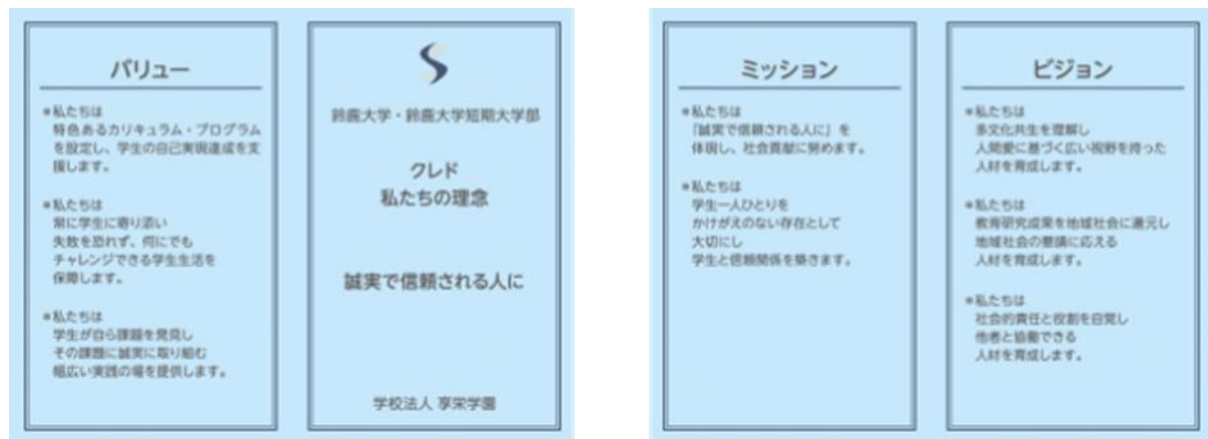 バリュー
*私たちは
特色あるカリキュラム・プログラム
を設定し、学生の自己実現達成を支
援します。
*私たちは
常に学生に寄り添い
失敗を恐れず、何にでも
チャレンジできる学生生活を
保障します。
*私たちは
学生が自ら課題を発見し
その課題に誠実に取り組む
幅広い実践の場を提供します。
鈴鹿大学・鈴鹿大学短期大学部
クレド
私たちの理念
誠実で信頼される人に
学校法人 享栄学園
ミッション
*私たちは
「誠実で信頼される人に」を
体現し、社会貢献に努めます。
*私たちは
学生一人ひとりを
かけがえのない存在として
大切にし
学生と信頼関係を築きます。
ビジョン
*私たちは
多文化共生を理解し
人間愛に基づく広い視野を持った
人材を育成します。
*私たちは
教育研究成果を地域社会に還元し
地域社会の要請に応える
人材を育成します。
*私たちは
社会的責任と役割を自覚し
他者と協働できる
人材を育成します。